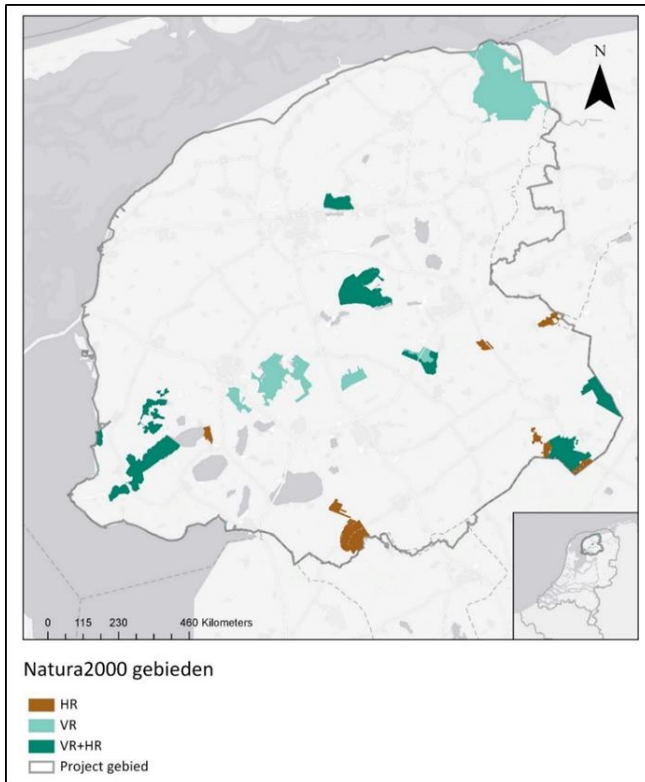 N
0 115 230 460 Kilometers
Natura2000 gebieden
HR
VR
VR+HR
Project gebied